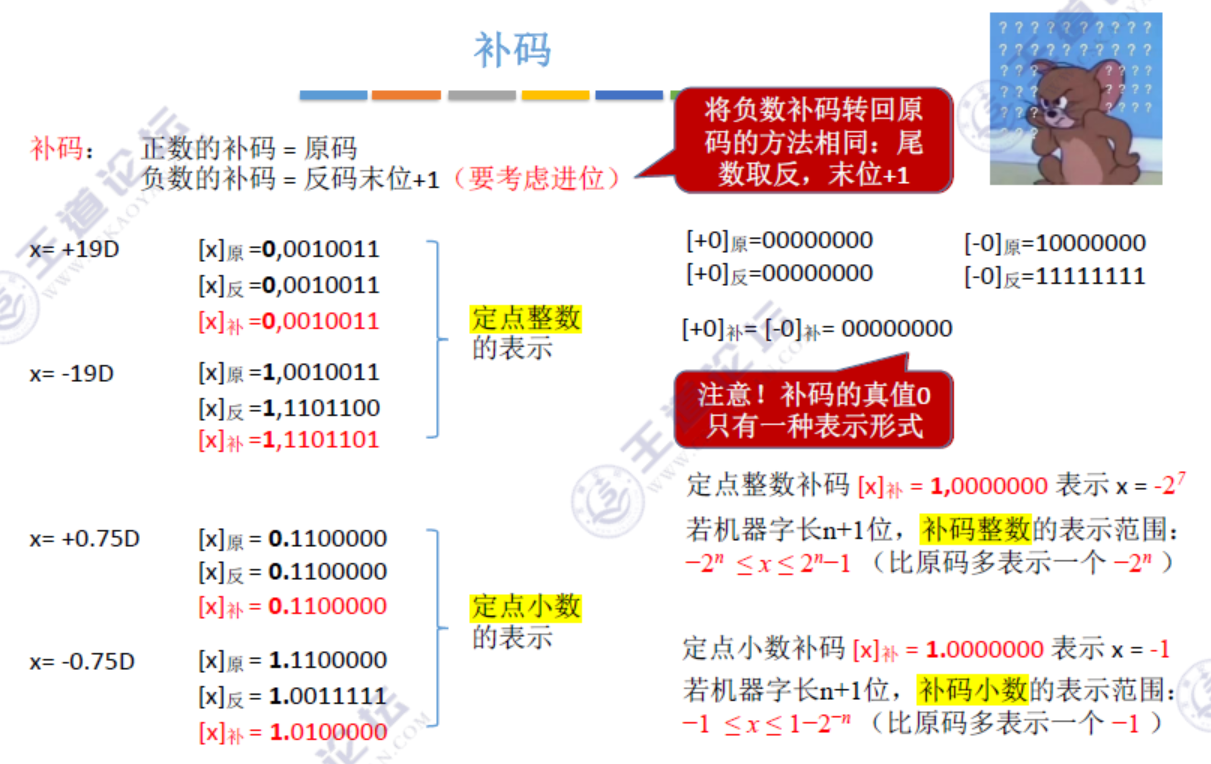 补码
将负数补码转回原
码的方法相同：尾
数取反，末位+1
? ? ? ? ? ? ? ? ? ?
补码： 正数的补码 = 原码
负数的补码 = 反码末位+1（要考虑进位）
x= +19D [x]原 =0,0010011
[x]反 =0,0010011
[x]补 =0,0010011
x= -19D [x]原 =1,0010011
[x]反 =1,1101100
[x]补 =1,1101101
定点整数
的表示
x= +0.75D [x]原 = 0.1100000
[x]反 = 0.1100000
[x]补 = 0.1100000
x= -0.75D [x]原 = 1.1100000
[x]反 = 1.0011111
[x]补 = 1.0100000
定点小数
的表示
[+0]原=00000000 [-0]原=10000000
[+0]反=00000000 [-0]反=11111111
[+0]补= [-0]补= 00000000
注意！补码的真值0
只有一种表示形式
定点整数补码 [x]补 = 1,0000000 表示 x = -2⁷
若机器字长n+1位，补码整数的表示范围：
−2ⁿ ≤ x ≤ 2ⁿ−1 （比原码多表示一个 −2ⁿ ）
定点小数补码 [x]补 = 1.0000000 表示 x = -1
若机器字长n+1位，补码小数的表示范围：
−1 ≤ x ≤ 1−2⁻ⁿ （比原码多表示一个 −1 ）
王道论坛